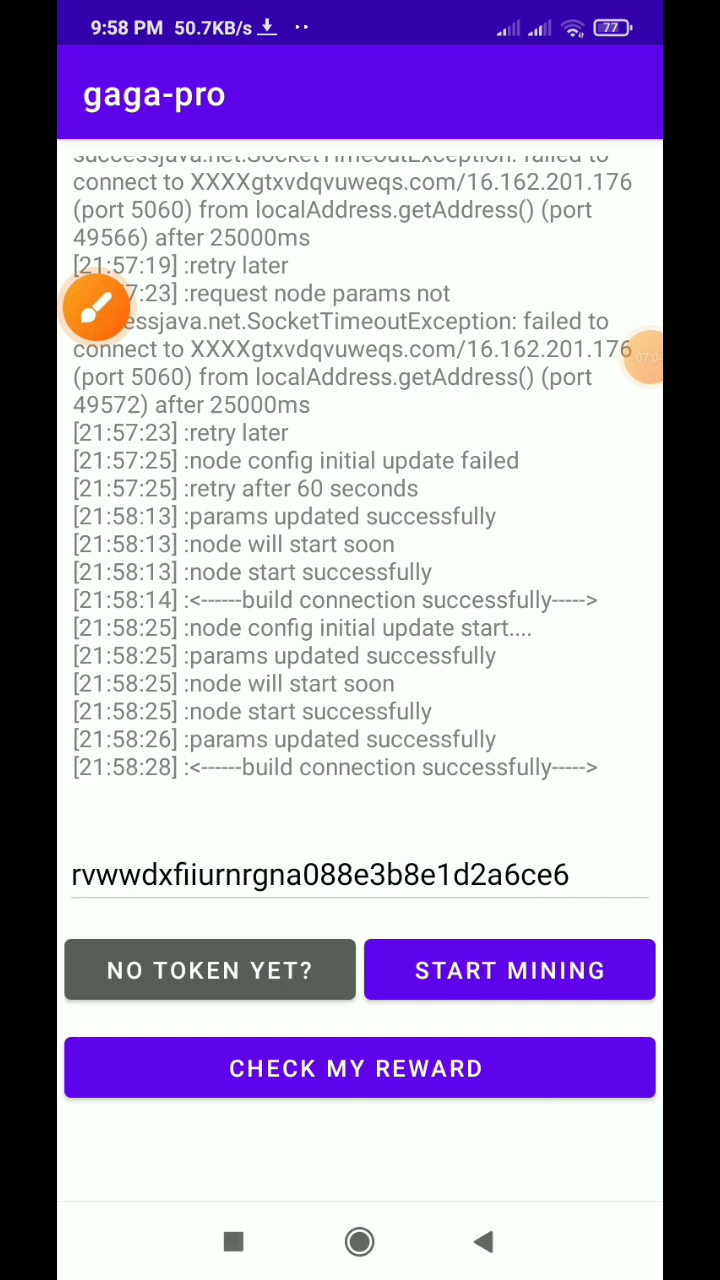 9:58 PM 50.7KB/s
77
gaga-pro
successjava.net.SocketTimeoutException: failed to
connect to XXXXgtxvdqvuweqs.com/16.162.201.176
(port 5060) from localAddress.getAddress() (port
49566) after 25000ms
[21:57:19] :retry later
7:23] :request node params not
essjava.net.SocketTimeoutException: failed to
connect to XXXXgtxvdqvuweqs.com/16.162.201.176
(port 5060) from localAddress.getAddress() (port
49572) after 25000ms
[21:57:23] :retry later
[21:57:25] :node config initial update failed
[21:57:25] :retry after 60 seconds
[21:58:13] :params updated successfully
[21:58:13] :node will start soon
[21:58:13] :node start successfully
[21:58:14] :<------build connection successfully----->
[21:58:25] :node config initial update start....
[21:58:25] :params updated successfully
[21:58:25] :node will start soon
[21:58:25] :node start successfully
[21:58:26] :params updated successfully
[21:58:28] :<------build connection successfully----->
rvwwdxfiiurnrgna088e3b8e1d2a6ce6
NO TOKEN YET?
START MINING
CHECK MY REWARD